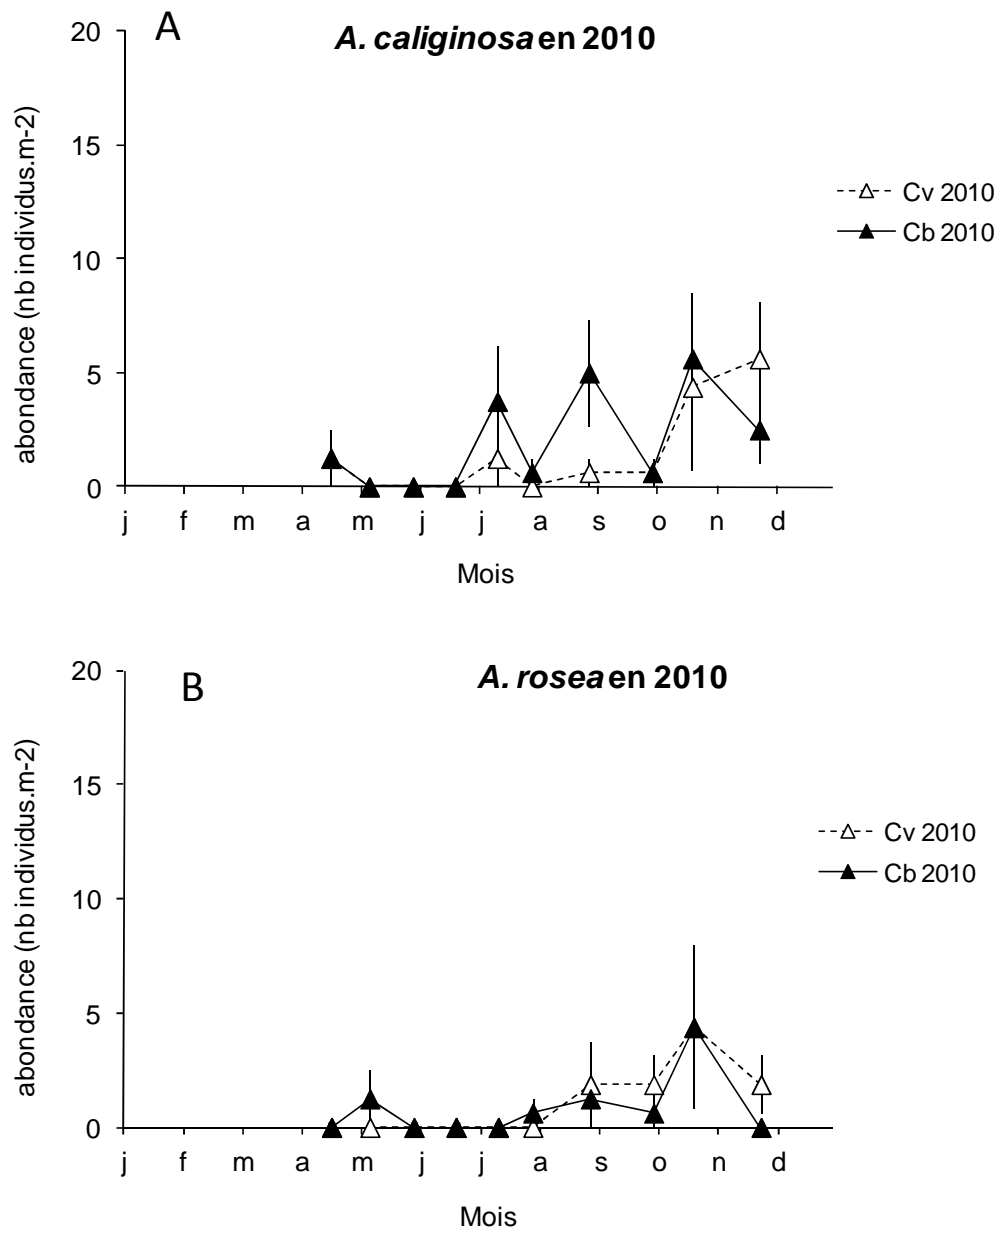 A
A. caliginosa en 2010
20
15
10
5
0
abondance (nb individus.m-2)
j f m a m j j a s o n d
Mois
Cv 2010
Cb 2010
B
A. rosea en 2010
20
15
10
5
0
abondance (nb individus.m-2)
j f m a m j j a s o n d
Mois
Cv 2010
Cb 2010